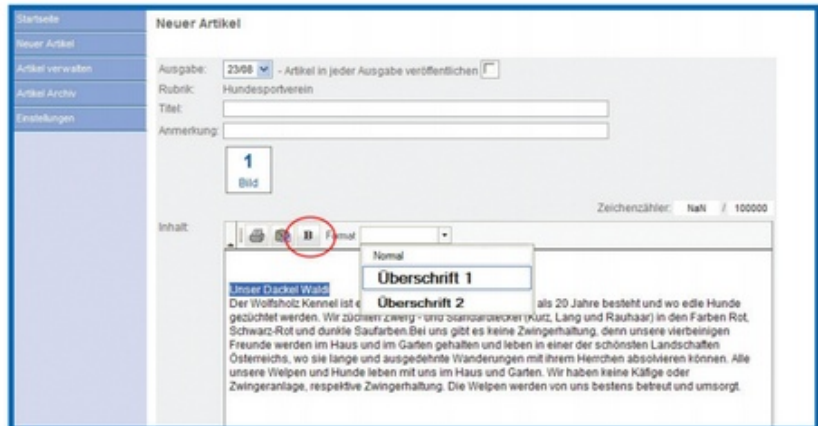 Startseite
Neuer Artikel
Artikel verwalten
Artikel Archiv
Einstellungen
Neuer Artikel
Ausgabe: 23/08 - Artikel in jeder Ausgabe veröffentlichen
Rubrik: Hundesportverein
Titel:
Anmerkung:
1
Bild
Zeichenzähler: NaN / 100000
Inhalt: B Format
Normal
Überschrift 1
Überschrift 2
Unser Dackel Waldi
Der Wolfsholz Kennel ist als 20 Jahre besteht und wo edle Hunde
gezüchtet werden. Wir züchten Zwerg - und Standarddeckel (Kurz, Lang und Rauhaar) in den Farben Rot,
Schwarz-Rot und dunkle Saufarben.Bei uns gibt es keine Zwingerhaltung, denn unsere vierbeinigen
Freunde werden im Haus und im Garten gehalten und leben in einer der schönsten Landschaften
Österreichs, wo sie lange und ausgedehnte Wanderungen mit ihrem Herrchen absolvieren können. Alle
unsere Welpen und Hunde leben mit uns im Haus und Garten. Wir haben keine Käfige oder
Zwingeranlage, respektive Zwingerhaltung. Die Welpen werden von uns bestens betreut und umsorgt.